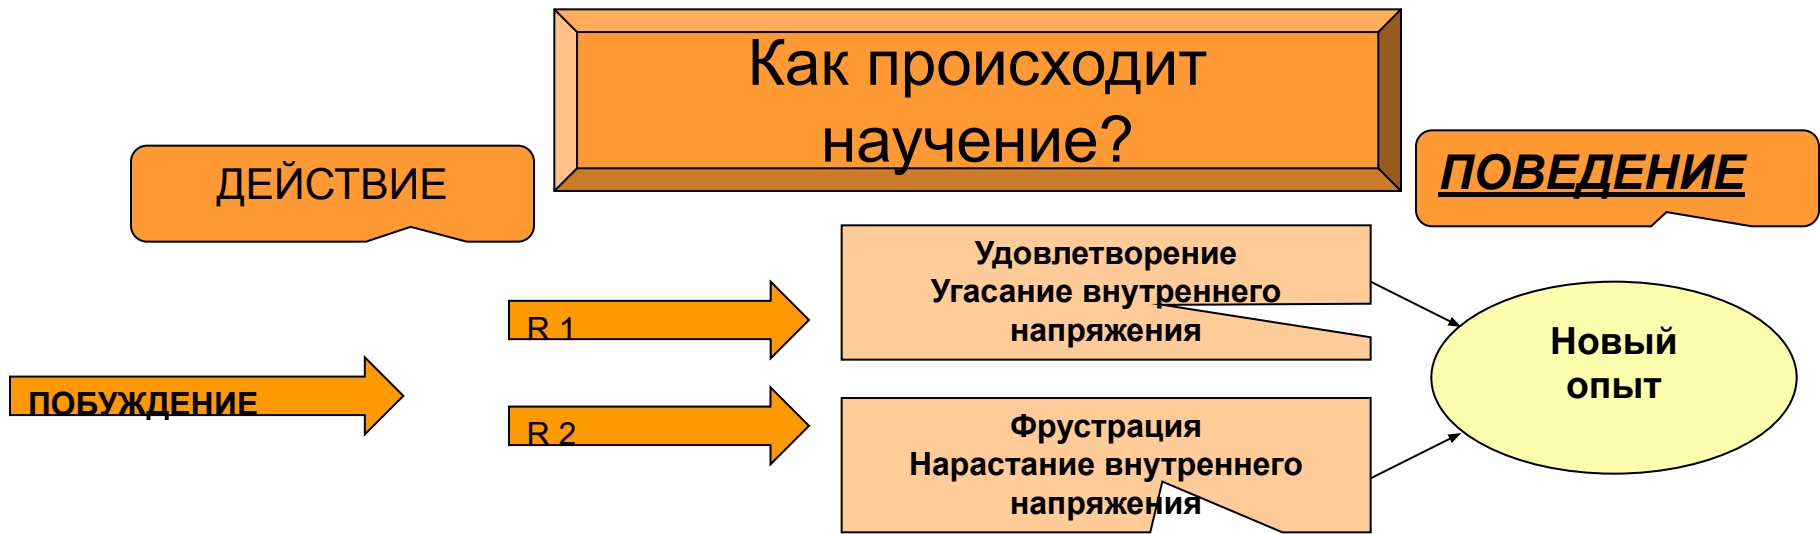 Как происходит
научение?
ДЕЙСТВИЕ
ПОВЕДЕНИЕ
ПОБУЖДЕНИЕ
R 1
R 2
Удовлетворение
Угасание внутреннего
напряжения
Фрустрация
Нарастание внутреннего
напряжения
Новый
опыт